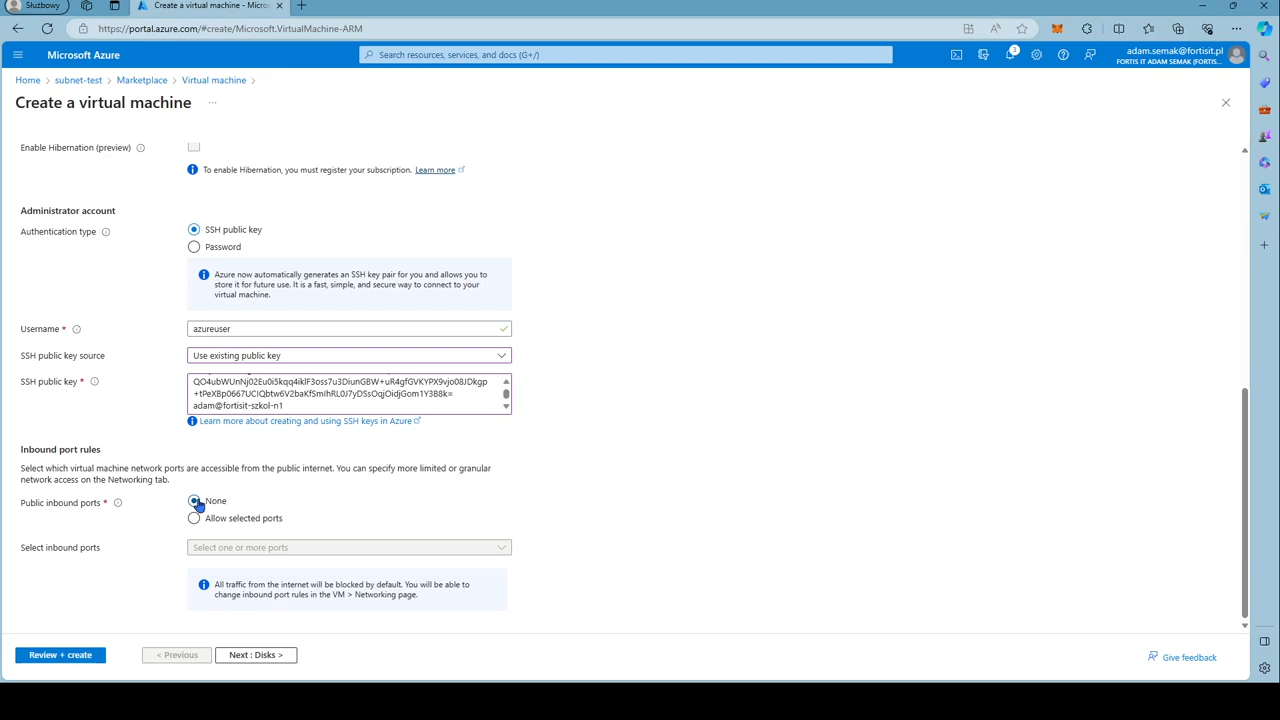 Służbowy
Create a virtual machine - Micros
https://portal.azure.com/#create/Microsoft.VirtualMachine-ARM
Microsoft Azure
Search resources, services, and docs (G+/)
3
adam.semak@fortisit.pl
FORTIS IT ADAM SEMAK (FORTIS...
Home > subnet-test > Marketplace > Virtual machine >
Create a virtual machine ...
Enable Hibernation (preview)
To enable Hibernation, you must register your subscription. Learn more
Administrator account
Authentication type
SSH public key
Password
Azure now automatically generates an SSH key pair for you and allows you to
store it for future use. It is a fast, simple, and secure way to connect to your
virtual machine.
Username *
azureuser
SSH public key source
Use existing public key
SSH public key *
adam@fortisit-szkol-n1
Learn more about creating and using SSH keys in Azure
Inbound port rules
Select which virtual machine network ports are accessible from the public internet. You can specify more limited or granular
network access on the Networking tab.
Public inbound ports *
None
Allow selected ports
Select inbound ports
Select one or more ports
All traffic from the internet will be blocked by default. You will be able to
change inbound port rules in the VM > Networking page.
Review + create
< Previous
Next : Disks >
Give feedback